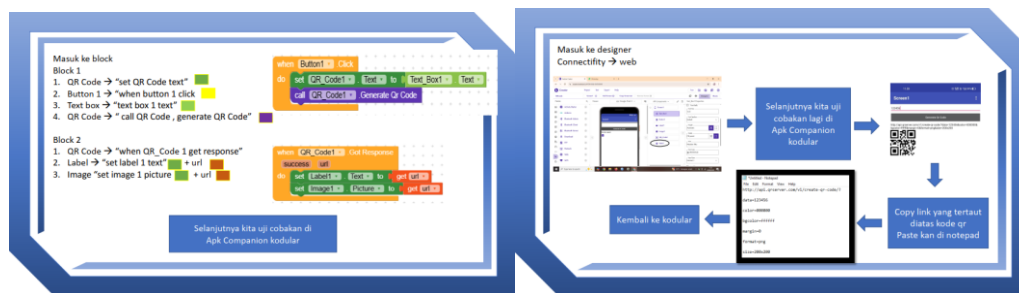 Masuk ke block
Block 1
1. QR Code → “set QR Code text”
2. Button 1 → “when button 1 click
3. Text box → “text box 1 text”
4. QR Code → “ call QR Code , generate QR Code”
Block 2
1. QR Code → “when QR_Code 1 get response”
2. Label → “set label 1 text” + url
3. Image “set image 1 picture + url
when Button1 Click
do set QR_Code1 Text to Text_Box1 Text
call QR_Code1 Generate Qr Code
when QR_Code1 Got Response
success url
do set Label1 Text to get url
set Image1 Picture to get url
Selanjutnya kita uji cobakan di
Apk Companion kodular
Masuk ke designer
Connectifity → web
Selanjutnya kita uji
cobakan lagi di
Apk Companion
kodular
Screen1
Copy link yang tertaut
diatas kode qr
Paste kan di notepad
File Edit Format View Help
data=123456
color=000000
bgcolor=ffffff
margin=0
format=png
size=200x200
Kembali ke kodular